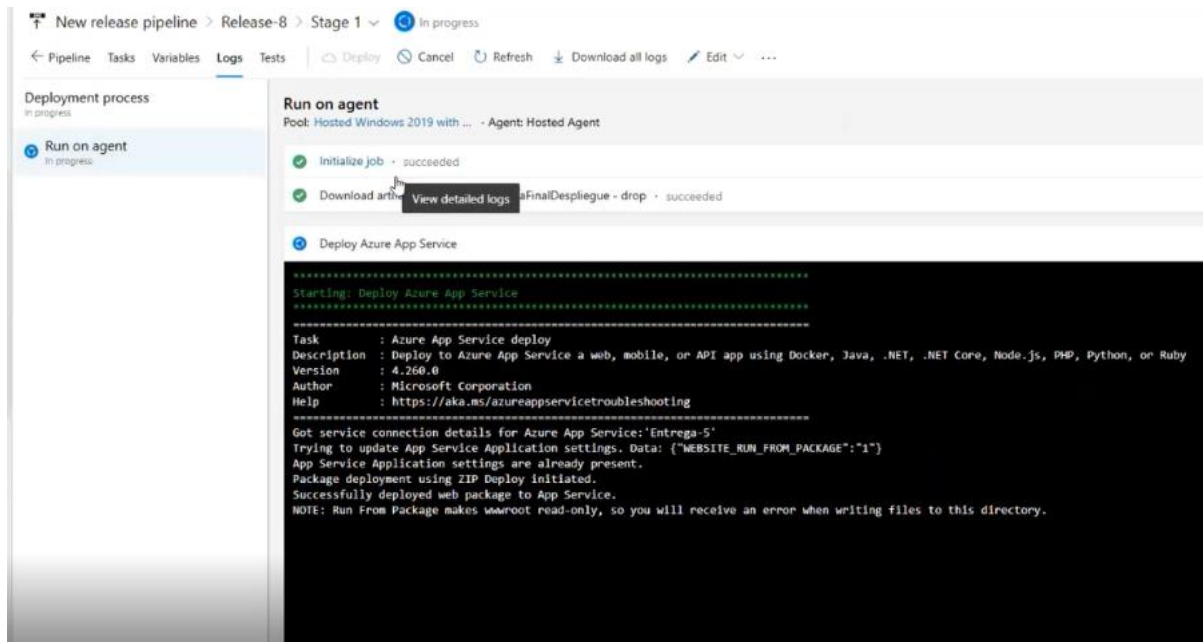 New release pipeline > Release-8 > Stage 1 In progress
← Pipeline Tasks Variables Logs Tests Deploy Cancel Refresh Download all logs Edit ...
Deployment process
In progress
Run on agent
In progress
Run on agent
Pool: Hosted Windows 2019 with ... · Agent: Hosted Agent
Initialize job · succeeded
Download aFinalDespliegue - drop · succeeded
View detailed logs
Deploy Azure App Service
******************************************************************************
Starting: Deploy Azure App Service
******************************************************************************
==============================================================================
Task : Azure App Service deploy
Description : Deploy to Azure App Service a web, mobile, or API app using Docker, Java, .NET, .NET Core, Node.js, PHP, Python, or Ruby
Version : 4.260.0
Author : Microsoft Corporation
Help : https://aka.ms/azureappservicetroubleshooting
==============================================================================
Got service connection details for Azure App Service:'Entrega-5'
Trying to update App Service Application settings. Data: {"WEBSITE_RUN_FROM_PACKAGE":"1"}
App Service Application settings are already present.
Package deployment using ZIP Deploy initiated.
Successfully deployed web package to App Service.
NOTE: Run From Package makes wwwroot read-only, so you will receive an error when writing files to this directory.